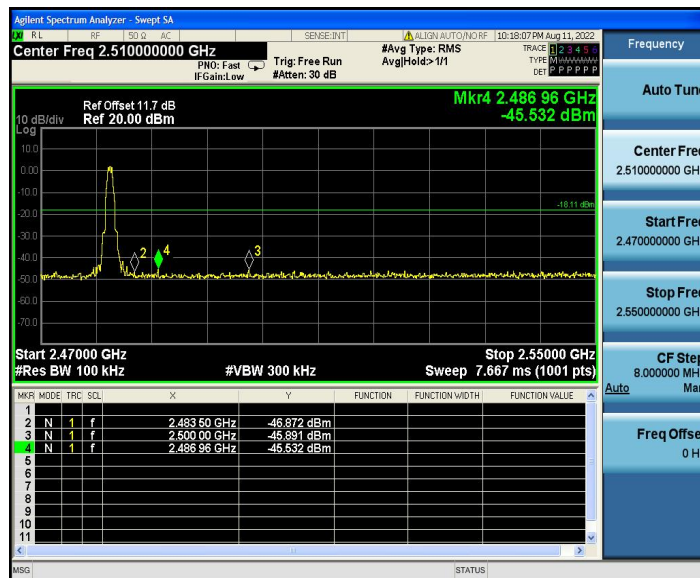 Agilent Spectrum Analyzer - Swept SA
LXI RL RF 50 Ω AC SENSE:INT ALIGN AUTO/NO RF 10:18:07 PM Aug 11, 2022
Center Freq 2.510000000 GHz
PNO: Fast
IFGain:Low
Trig: Free Run
#Atten: 30 dB
#Avg Type: RMS
Avg|Hold:> 1/1
TRACE 1 2 3 4 5 6
TYPE M
DET P P P P P P
Ref Offset 11.7 dB
10 dB/div Ref 20.00 dBm
Log
Mkr4 2.486 96 GHz
-45.532 dBm
10.0
0.00
-10.0
-18.11 dBm
-20.0
-30.0
-40.0
2 4 3
-50.0
-60.0
-70.0
Start 2.47000 GHz Stop 2.55000 GHz
#Res BW 100 kHz #VBW 300 kHz Sweep 7.667 ms (1001 pts)
MKR MODE TRC SCL X Y FUNCTION FUNCTION WIDTH FUNCTION VALUE
1
2 N 1 f 2.483 50 GHz -46.872 dBm
3 N 1 f 2.500 00 GHz -45.891 dBm
4 N 1 f 2.486 96 GHz -45.532 dBm
5
6
7
8
9
10
11
MSG STATUS
Frequency
Auto Tun
Center Fre
2.510000000 GH
Start Fre
2.470000000 GH
Stop Fre
2.550000000 GH
CF Ste
8.000000 MH
Auto Ma
Freq Offse
0 H